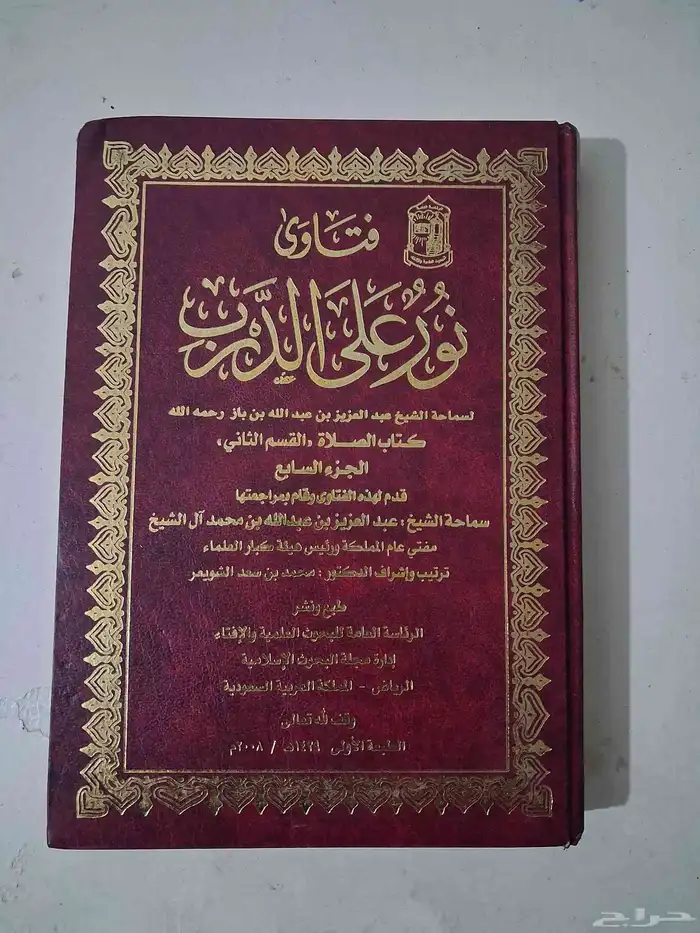 فتاوى
نُورٌ عَلَى الدَّرْبِ
لسماحة الشيخ عبد العزيز بن عبد الله بن باز رحمه الله
كتاب الصلاة «القسم الثاني»
الجزء السابع
قدم لهذه الفتاوى وقام بمراجعتها
سماحة الشيخ : عبد العزيز بن عبدالله بن محمد آل الشيخ
مفتي عام المملكة ورئيس هيئة كبار العلماء
ترتيب وإشراف الدكتور : محمد بن سعد الشويعر
طبع ونشر
الرئاسة العامة للبحوث العلمية والإفتاء
إدارة مجلة البحوث الإسلامية
الرياض - المملكة العربية السعودية
وقف لله تعالى
الطبعة الأولى ١٤٢٩هـ / ٢٠٠٨م
حراج